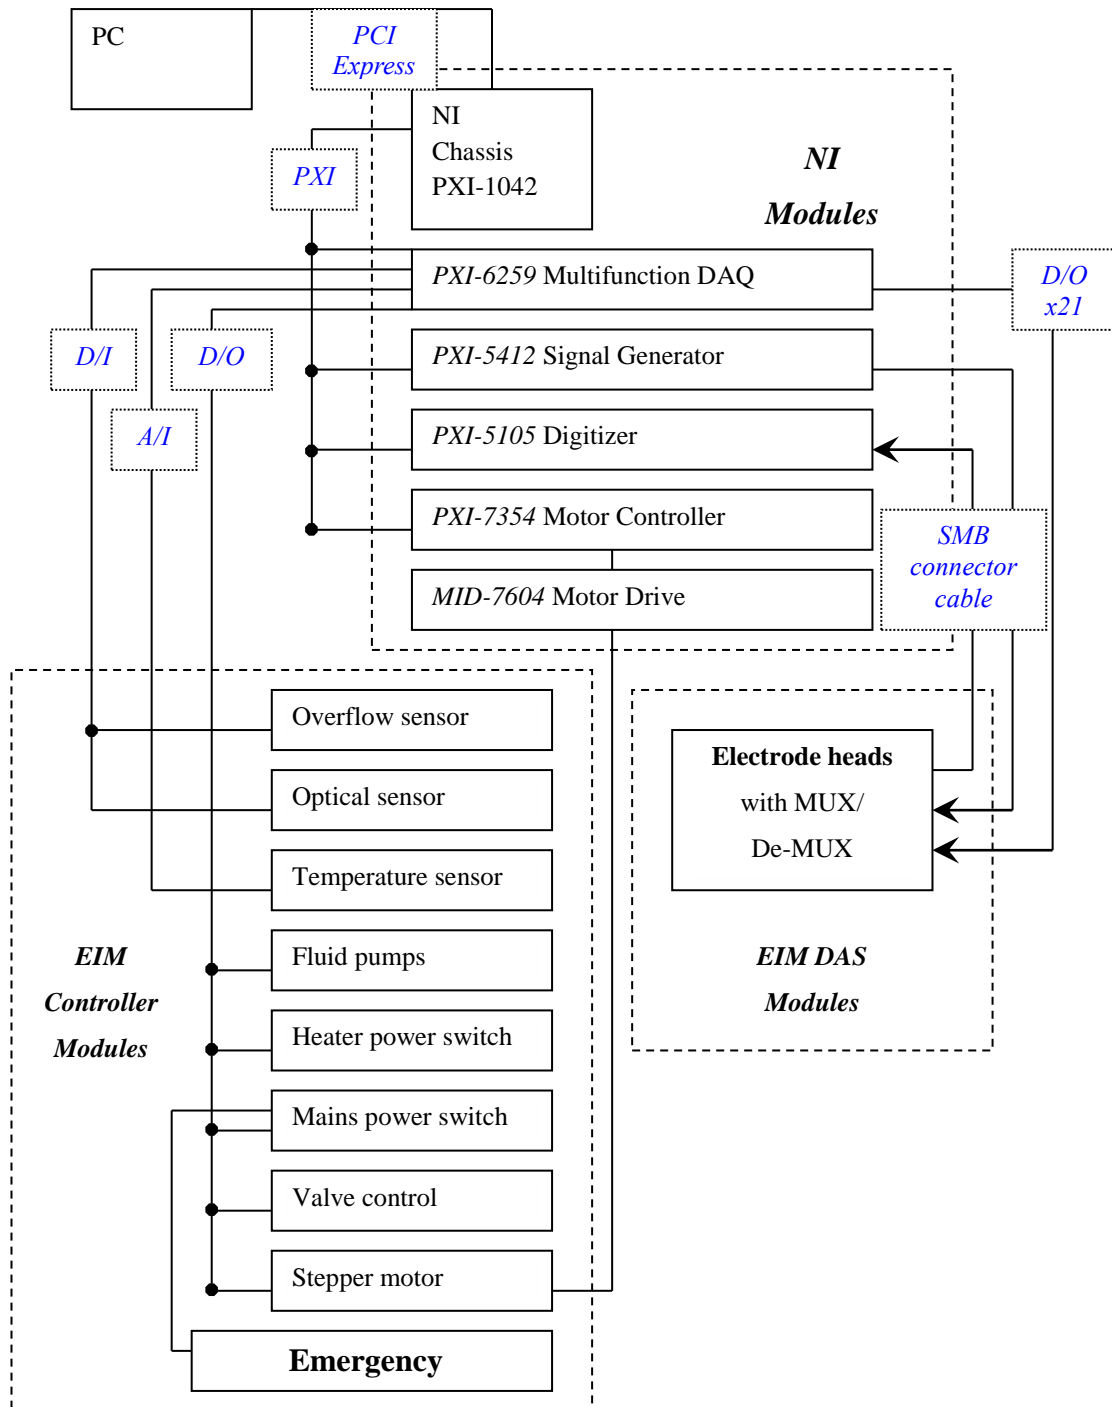 PC
PCI
Express
NI
Chassis
PXI-1042
NI
Modules
PXI
PXI-6259 Multifunction DAQ
D/O
x21
D/I
D/O
PXI-5412 Signal Generator
A/I
PXI-5105 Digitizer
PXI-7354 Motor Controller
SMB
connector
cable
MID-7604 Motor Drive
Overflow sensor
Optical sensor
Temperature sensor
Fluid pumps
Heater power switch
Mains power switch
Valve control
Stepper motor
Emergency
EIM
Controller
Modules
Electrode heads
with MUX/
De-MUX
EIM DAS
Modules